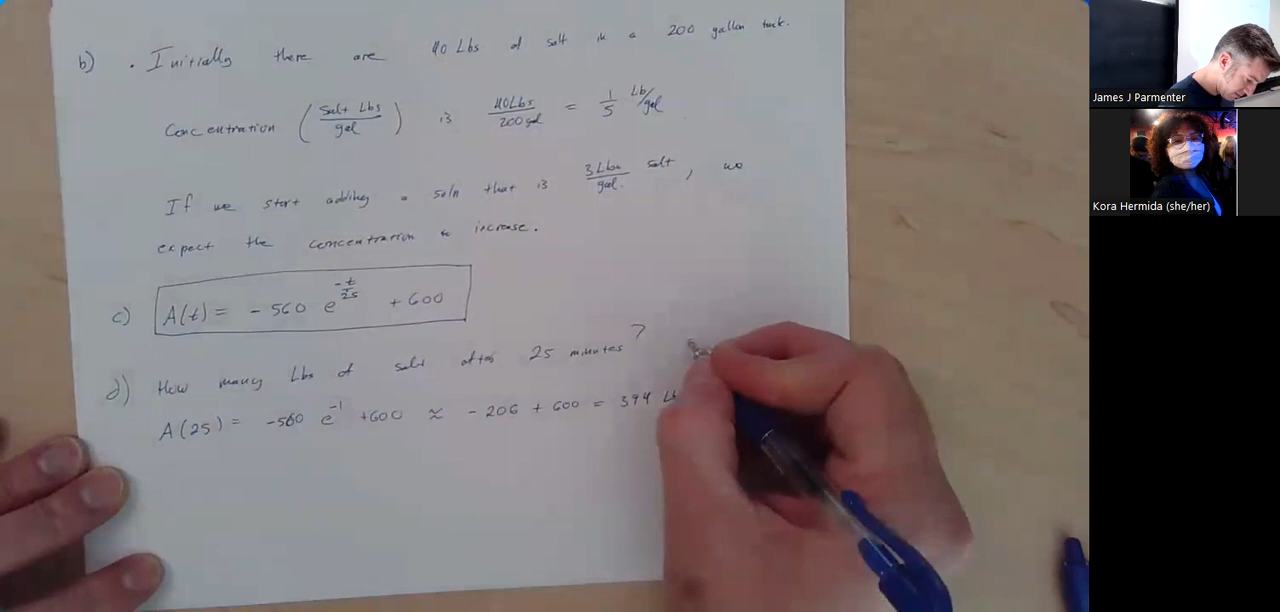 b) . Initially there are 40 Lbs of salt in a 200 gallon tank.
Concentration ( Salt Lbs / gal ) is 40Lbs / 200gal = 1/5 Lb/gal
If we start adding a soln that is 3Lbs / gal. salt, we
expect the concentration to increase.
c) A(t) = -560 e^(-t/25) +600
d) How many Lbs of salt after 25 minutes?
A(25) = -560 e^-1 +600 ≈ -206 + 600 = 394 Lb
James J Parmenter
Kora Hermida (she/her)